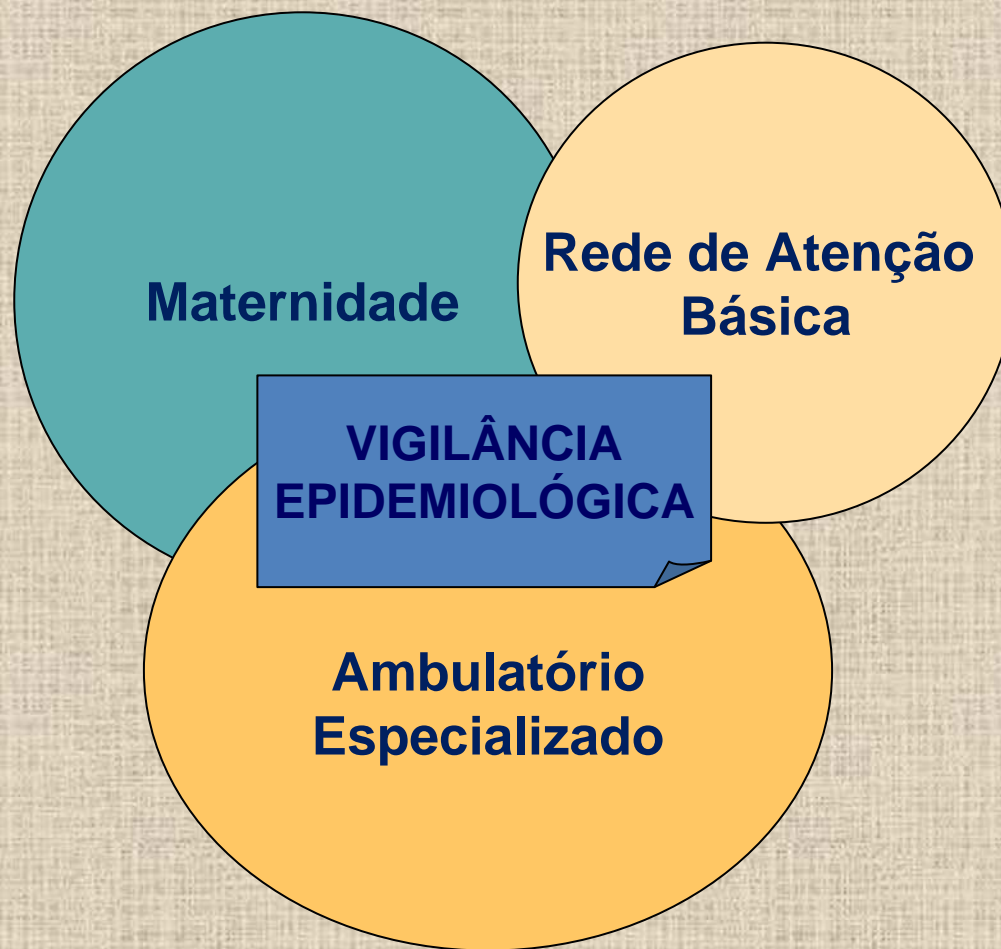 Maternidade
Rede de Atenção
Básica
VIGILÂNCIA
EPIDEMIOLÓGICA
Ambulatório
Especializado